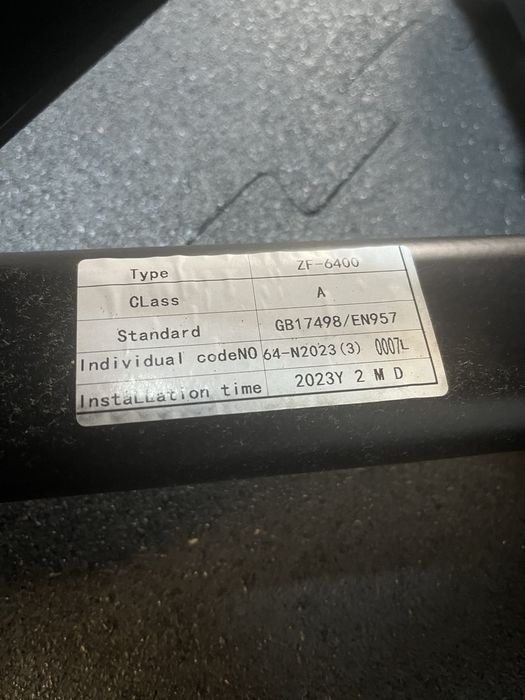 Type ZF-6400
CLass A
Standard GB17498/EN957
Individual codeNO 64-N2023(3) 0007L
InstaLLation time 2023Y 2 M D